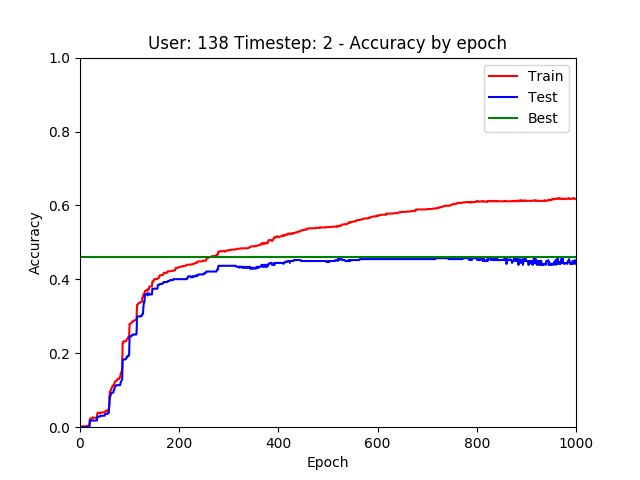 User: 138 Timestep: 2 - Accuracy by epoch
1.0
0.8
0.6
0.4
0.2
0.0
Accuracy
Train
Test
Best
0 200 400 600 800 1000
Epoch